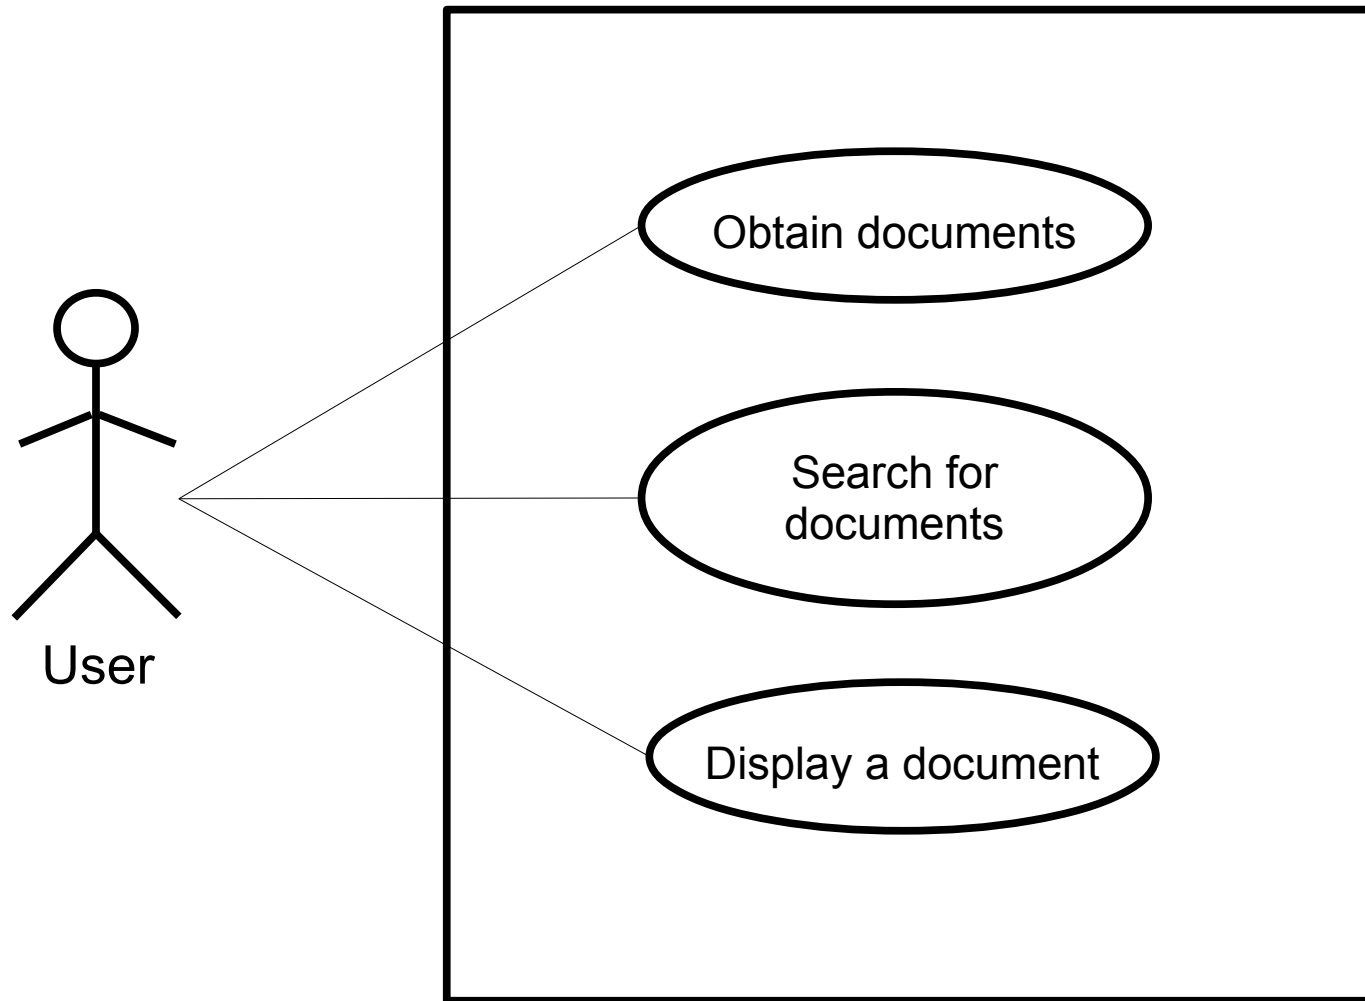 Obtain documents
Search for
documents
User
Display a document